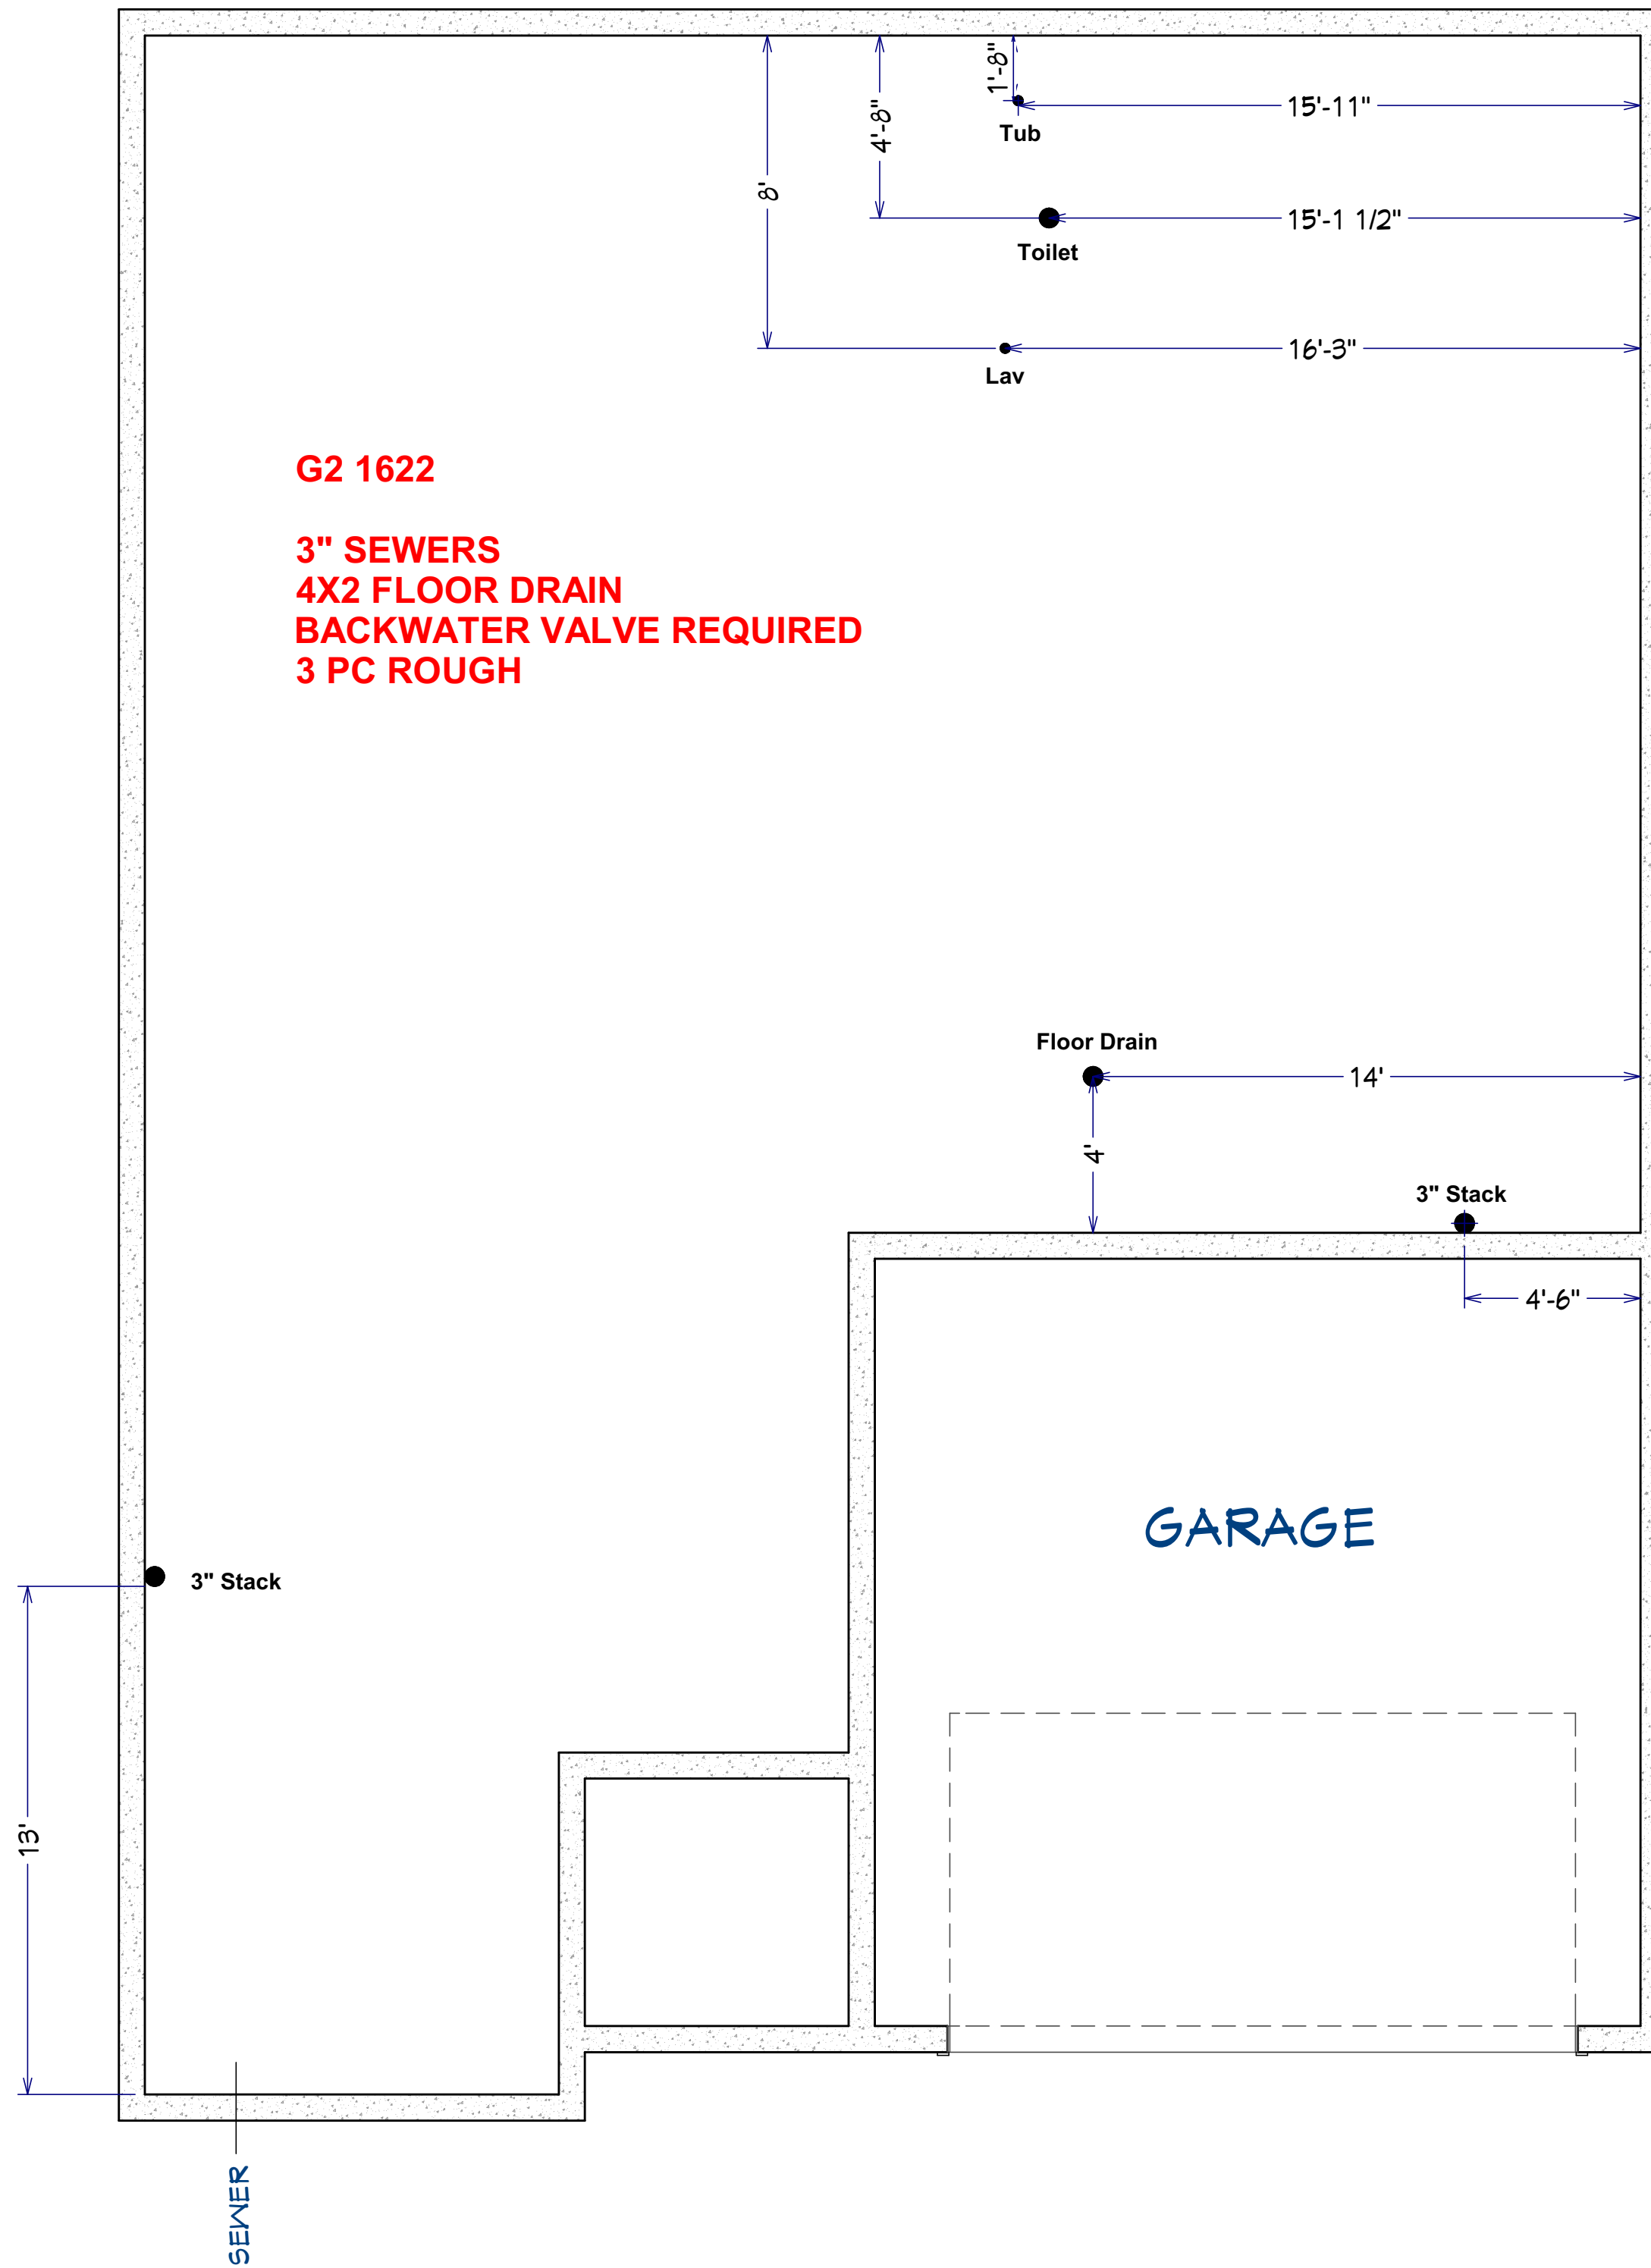 1'-8"
15'-11"
Tub
4'-8"
8'
15'-1 1/2"
Toilet
16'-3"
Lav
G2 1622
3" SEWERS
4X2 FLOOR DRAIN
BACKWATER VALVE REQUIRED
3 PC ROUGH
Floor Drain
14'
4'
3" Stack
4'-6"
GARAGE
3" Stack
13'
SEWER